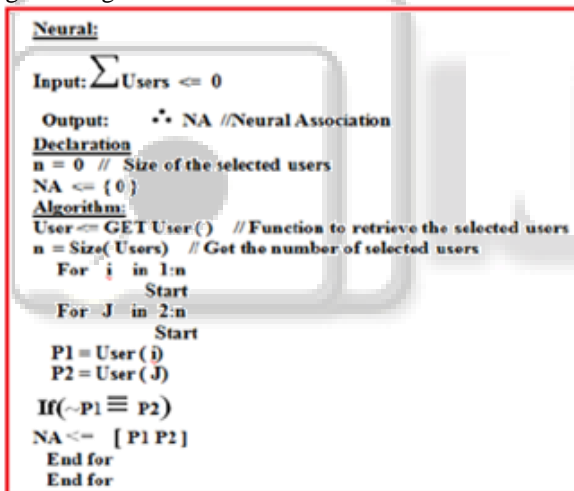 Neural:
Input: ∑ Users <= 0
Output: ∴ NA //Neural Association
Declaration
n = 0 // Size of the selected users
NA <= { 0 }
Algorithm:
User <= GET User ( ) // Function to retrieve the selected users
n = Size( Users) // Get the number of selected users
For i in 1:n
Start
For J in 2:n
Start
P1 = User ( i)
P2 = User ( J)
If(~P1 ≡ P2)
NA <= [ P1 P2 ]
End for
End for